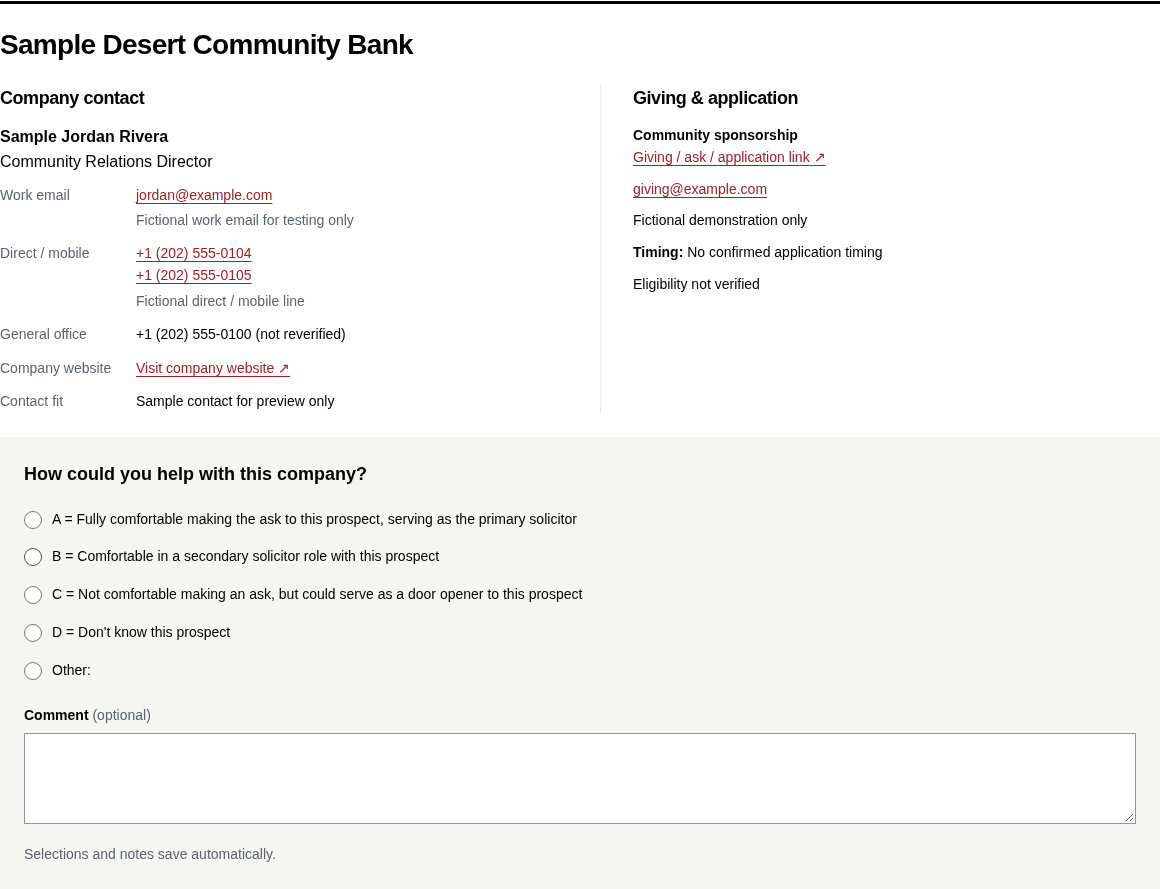 Sample Desert Community Bank
Company contact
Sample Jordan Rivera
Community Relations Director
Work email
jordan@example.com
Fictional work email for testing only
Direct / mobile
+1 (202) 555-0104
+1 (202) 555-0105
Fictional direct / mobile line
General office
+1 (202) 555-0100 (not reverified)
Company website
Visit company website ↗
Contact fit
Sample contact for preview only
Giving & application
Community sponsorship
Giving / ask / application link ↗
giving@example.com
Fictional demonstration only
Timing: No confirmed application timing
Eligibility not verified
How could you help with this company?
A = Fully comfortable making the ask to this prospect, serving as the primary solicitor
B = Comfortable in a secondary solicitor role with this prospect
C = Not comfortable making an ask, but could serve as a door opener to this prospect
D = Don't know this prospect
Other:
Comment (optional)
Selections and notes save automatically.